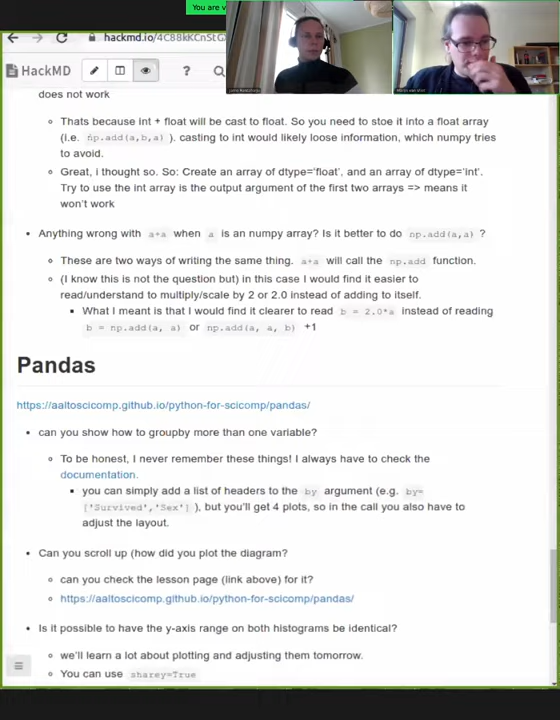 You are v
hackmd.io/4C88kKCnStG
HackMD
does not work
Thats because int + float will be cast to float. So you need to stoe it into a float array
(i.e. np.add(a,b,a) ). casting to int would likely loose information, which numpy tries
to avoid.
Great, i thought so. So: Create an array of dtype='float', and an array of dtype='int'.
Try to use the int array is the output argument of the first two arrays => means it
won't work
Anything wrong with a+a when a is an numpy array? Is it better to do np.add(a,a) ?
These are two ways of writing the same thing. a+a will call the np.add function.
(I know this is not the question but) in this case I would find it easier to
read/understand to multiply/scale by 2 or 2.0 instead of adding to itself.
What I meant is that I would find it clearer to read b = 2.0*a instead of reading
b = np.add(a, a) or np.add(a, a, b) +1
Pandas
https://aaltoscicomp.github.io/python-for-scicomp/pandas/
can you show how to groupby more than one variable?
To be honest, I never remember these things! I always have to check the
documentation.
you can simply add a list of headers to the by argument (e.g. by=
['Survived','Sex'] ), but you'll get 4 plots, so in the call you also have to
adjust the layout.
Can you scroll up (how did you plot the diagram?
can you check the lesson page (link above) for it?
https://aaltoscicomp.github.io/python-for-scicomp/pandas/
Is it possible to have the y-axis range on both histograms be identical?
we'll learn a lot about plotting and adjusting them tomorrow.
You can use sharey=True